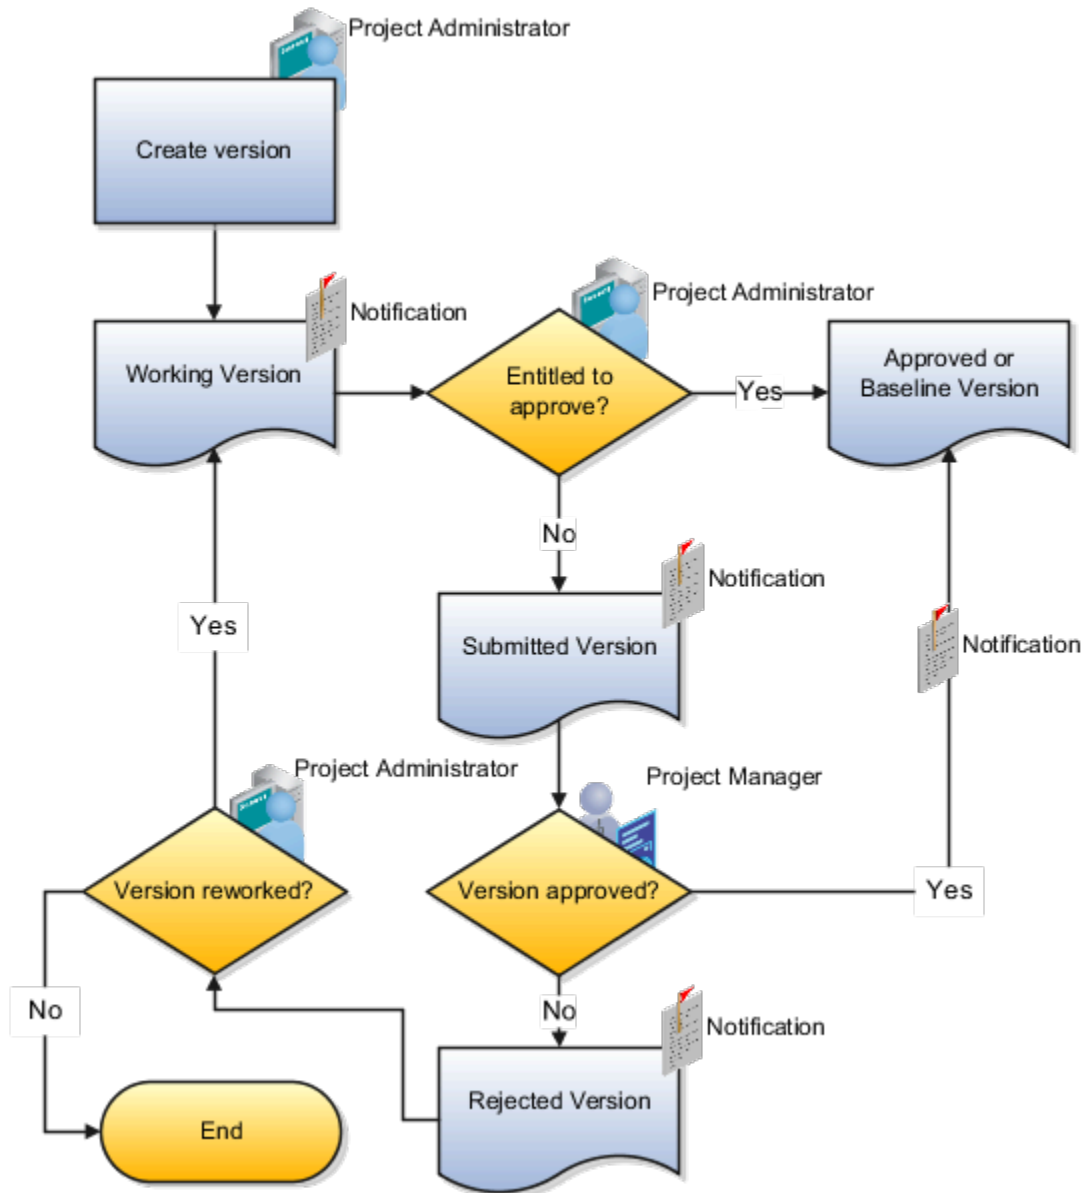 Project Administrator
Create version
Notification
Working Version
Project Administrator
Entitled to
approve?
Yes
Approved or
Baseline Version
No
Notification
Submitted Version
Yes
Notification
Project Administrator
Version reworked?
Project Manager
Version approved?
Yes
No
No
Notification
Rejected Version
End